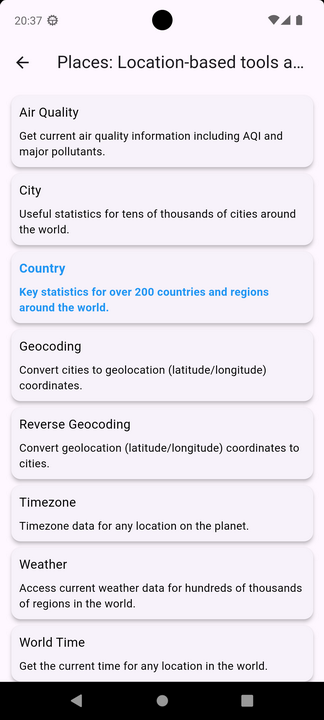 20:37
Places: Location-based tools a...
Air Quality
Get current air quality information including AQI and
major pollutants.
City
Useful statistics for tens of thousands of cities around
the world.
Country
Key statistics for over 200 countries and regions
around the world.
Geocoding
Convert cities to geolocation (latitude/longitude)
coordinates.
Reverse Geocoding
Convert geolocation (latitude/longitude) coordinates to
cities.
Timezone
Timezone data for any location on the planet.
Weather
Access current weather data for hundreds of thousands
of regions in the world.
World Time
Get the current time for any location in the world.